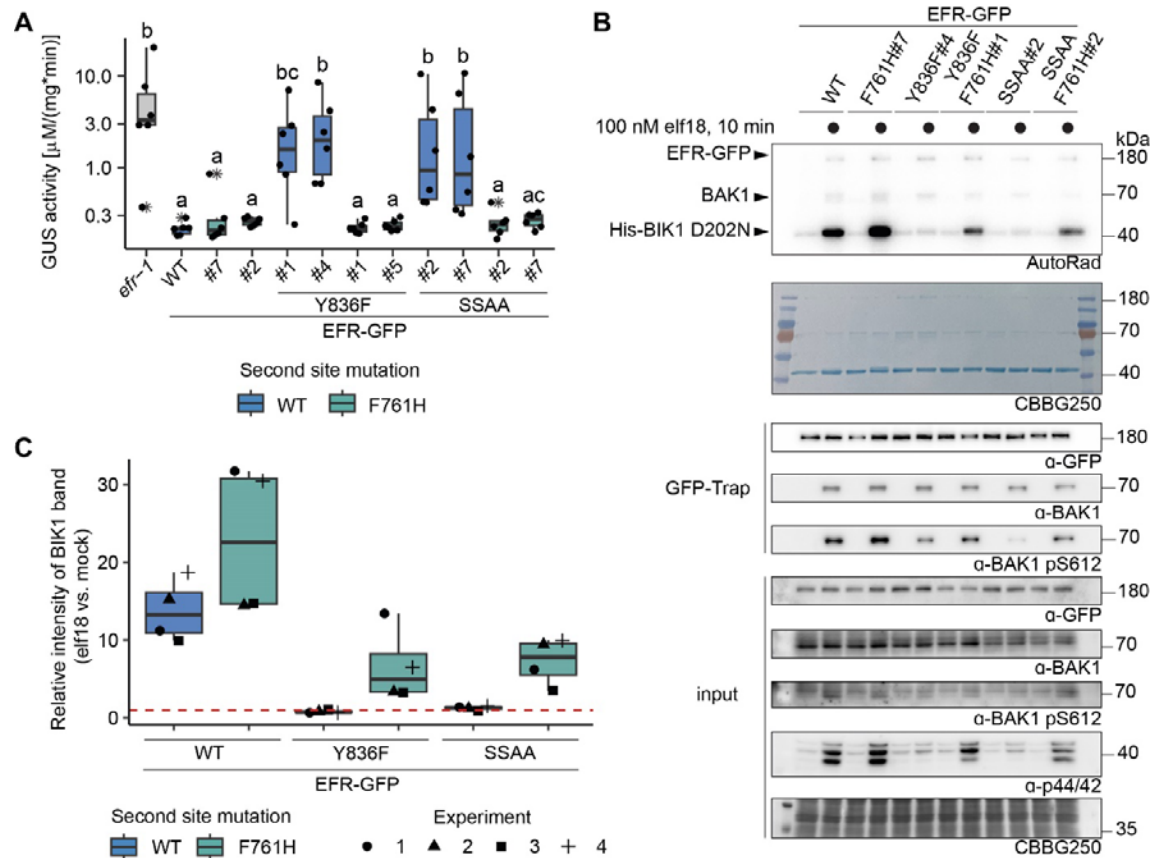 A
GUS activity [µM/(mg*min)]
10.0
3.0
1.0
0.3
b
a
a
a
bc
b
a
a
b
b
a
ac
efr-1
WT
#7
#2
#1
#4
#1
#5
#2
#7
#2
#7
Y836F
SSAA
EFR-GFP
Second site mutation
WT
F761H
B
EFR-GFP
WT
F761H#7
Y836F#4
Y836F
F761H#1
SSAA#2
SSAA
F761H#2
100 nM elf18, 10 min
kDa
EFR-GFP
180
BAK1
70
His-BIK1 D202N
40
AutoRad
180
70
40
CBBG250
GFP-Trap
180
α-GFP
70
α-BAK1
70
α-BAK1 pS612
input
180
α-GFP
70
α-BAK1
70
α-BAK1 pS612
40
α-p44/42
35
CBBG250
C
Relative intensity of BIK1 band
(elf18 vs. mock)
30
20
10
0
WT
Y836F
SSAA
EFR-GFP
Second site mutation
WT
F761H
Experiment
1
2
3
4